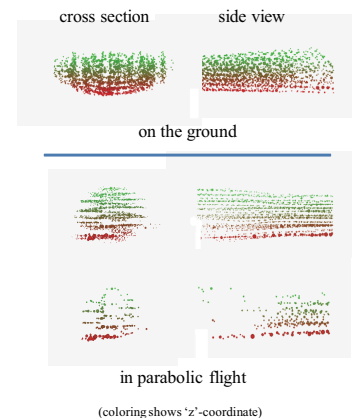 cross section side view
on the ground
in parabolic flight
(coloring shows ‘z’-coordinate)